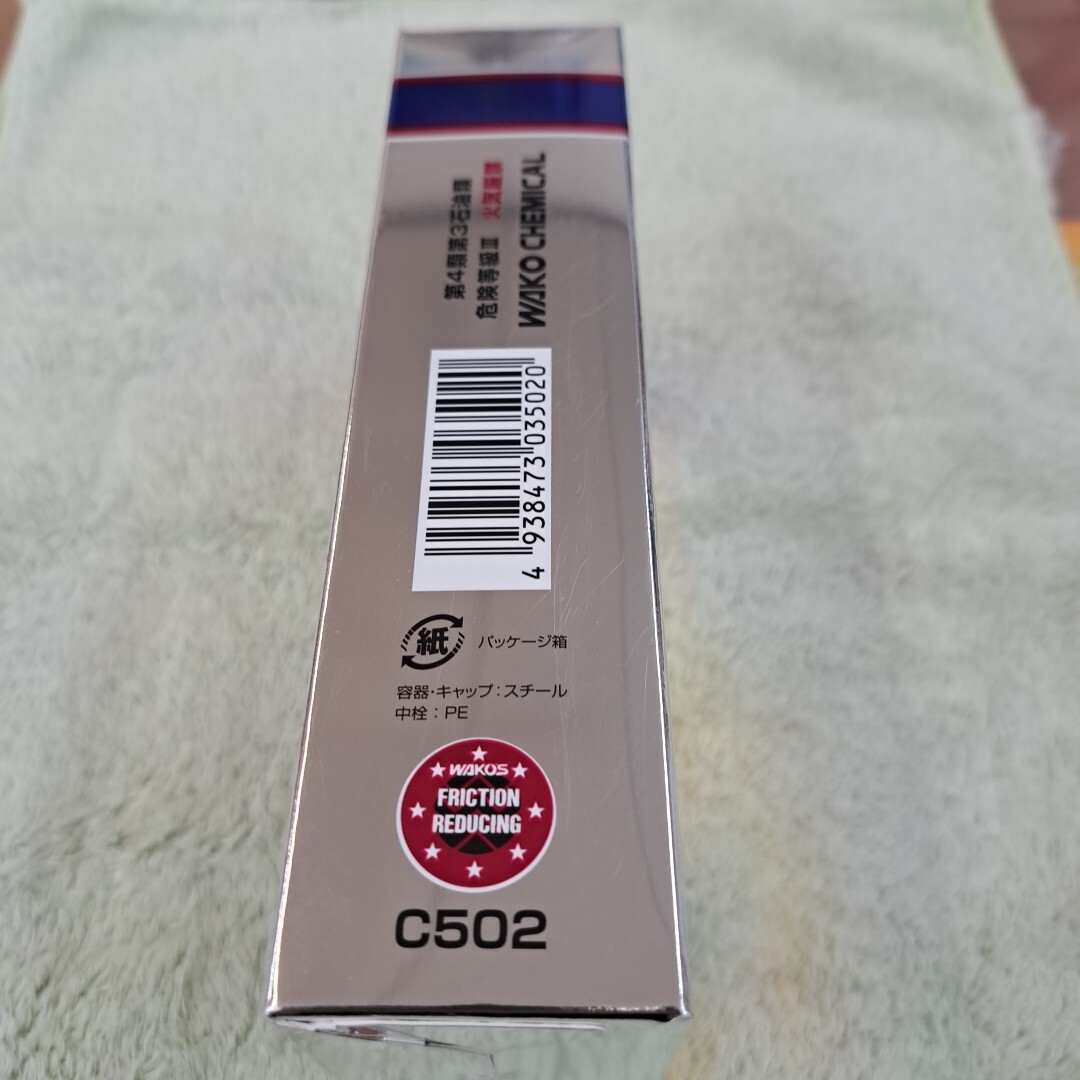 第4類第3石油類
危険等級Ⅲ 火気厳禁
WAKO CHEMICAL
4 938473 035020
紙 パッケージ箱
容器・キャップ：スチール
中栓：PE
WAKO'S
FRICTION
REDUCING
C502